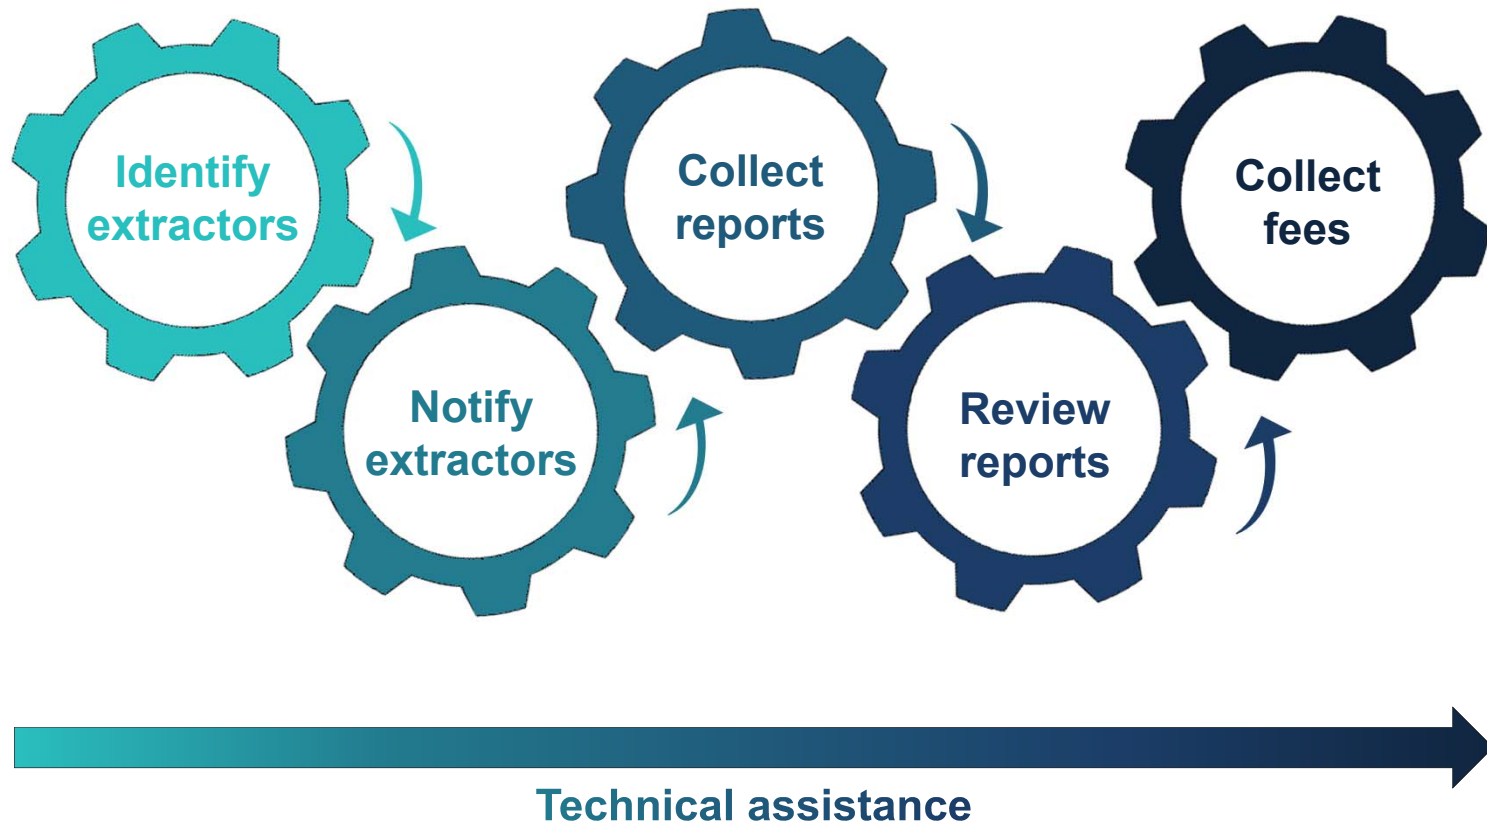 Identify
extractors
Notify
extractors
Collect
reports
Review
reports
Collect
fees
Technical assistance